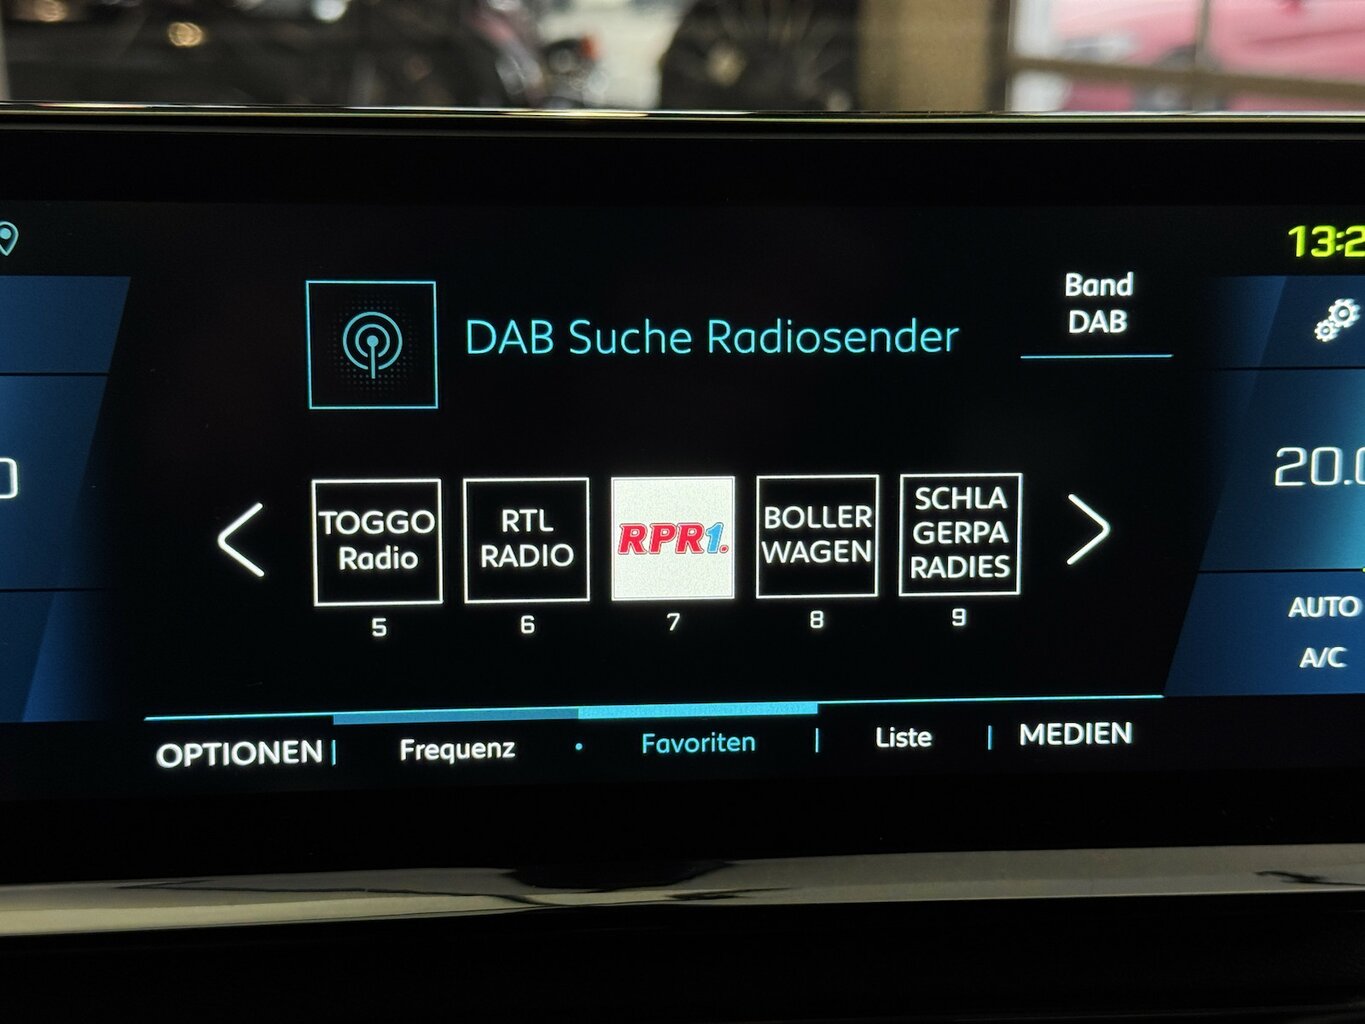 13:2
Band
DAB
DAB Suche Radiosender
20.0
TOGGO
Radio
5
RTL
RADIO
6
RPR1.
7
BOLLER
WAGEN
8
SCHLA
GERPA
RADIES
9
AUTO
A/C
OPTIONEN | Frequenz • Favoriten | Liste | MEDIEN